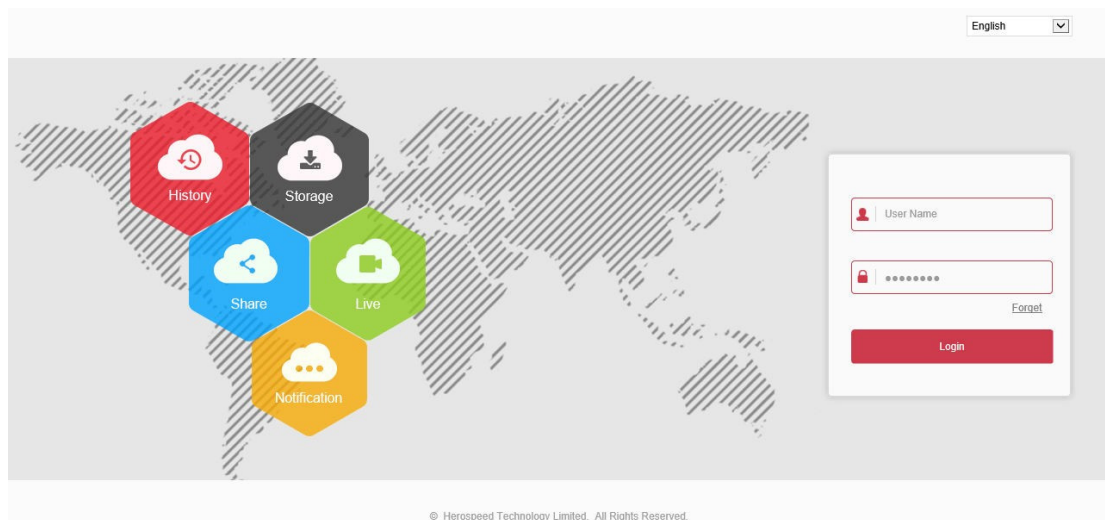 English
History
Storage
Share
Live
Notification
User Name
Forget
Login
© Herospeed Technology Limited. All Rights Reserved.